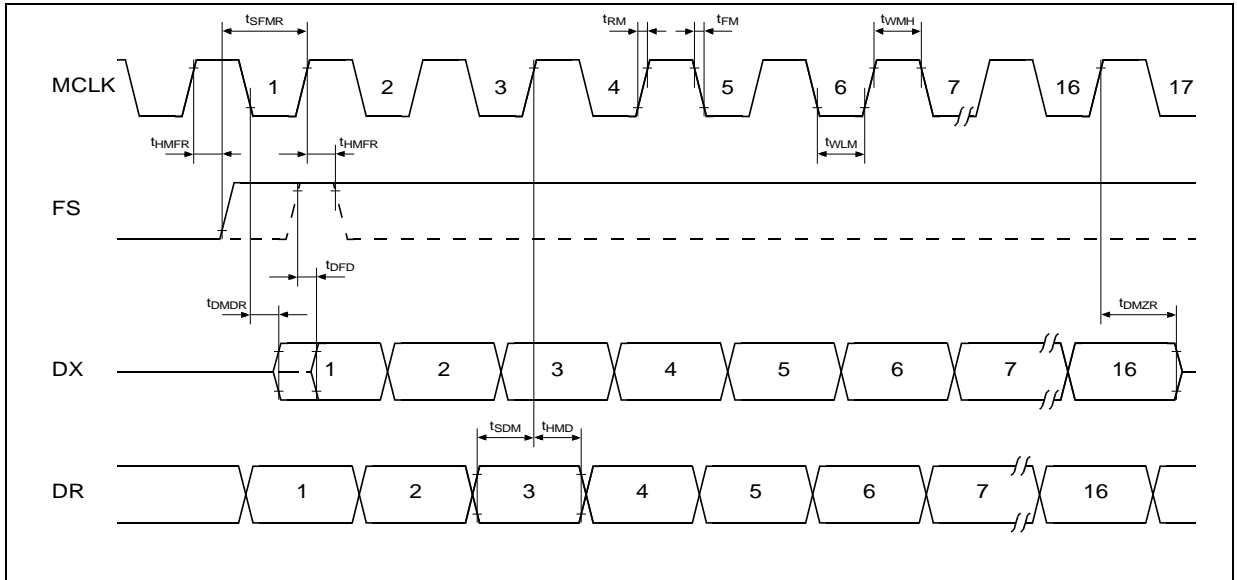 tSFMR tRM tFM tWMH
MCLK 1 2 3 4 5 6 7 16 17
tHMFR tHMFR tWLM
FS
tDFD
tDMDR tDMZR
DX 1 2 3 4 5 6 7 16
tSDM tHMD
DR 1 2 3 4 5 6 7 16